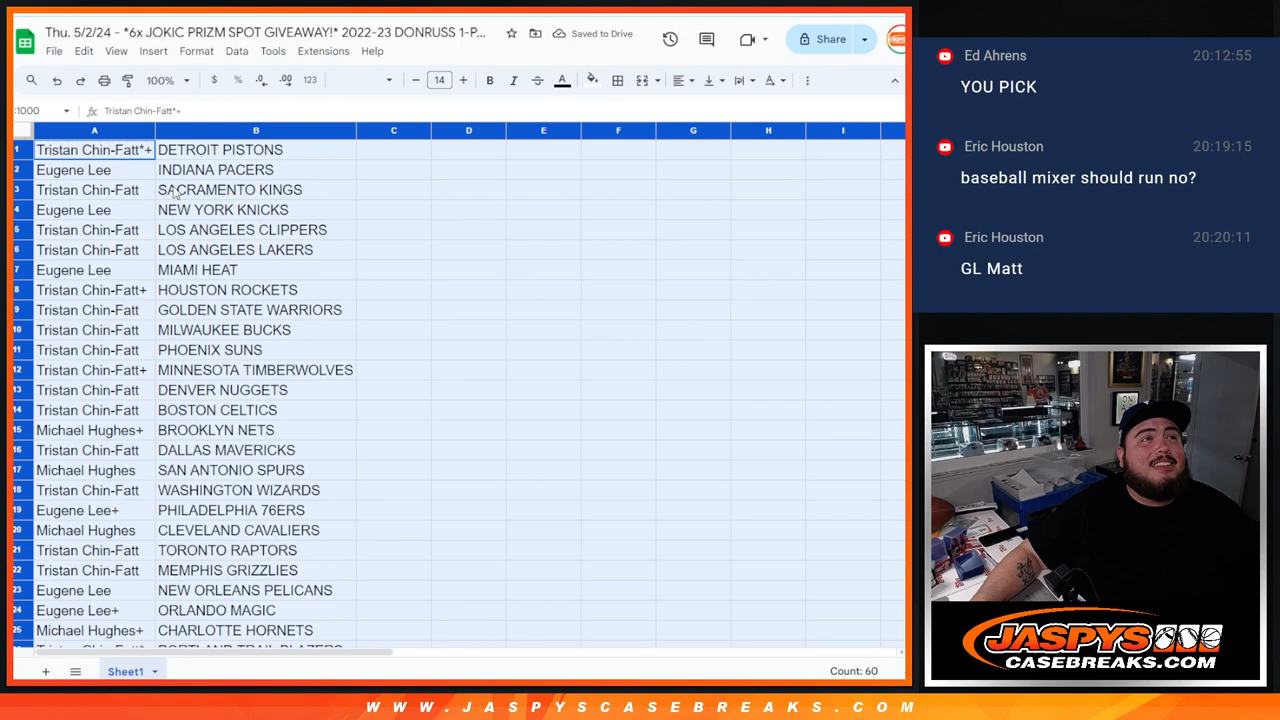 Thu. 5/2/24 - *6x JOKIC PRIZM SPOT GIVEAWAY!* 2022-23 DONRUSS 1-P...
Saved to Drive
Share
File Edit View Insert Format Data Tools Extensions Help
100% $ % .0 .00 123 14 B I A
:1000 fx Tristan Chin-Fatt*+
A B C D E F G H I
1 Tristan Chin-Fatt*+ DETROIT PISTONS
2 Eugene Lee INDIANA PACERS
3 Tristan Chin-Fatt SACRAMENTO KINGS
4 Eugene Lee NEW YORK KNICKS
5 Tristan Chin-Fatt LOS ANGELES CLIPPERS
6 Tristan Chin-Fatt LOS ANGELES LAKERS
7 Eugene Lee MIAMI HEAT
8 Tristan Chin-Fatt+ HOUSTON ROCKETS
9 Tristan Chin-Fatt GOLDEN STATE WARRIORS
10 Tristan Chin-Fatt MILWAUKEE BUCKS
11 Tristan Chin-Fatt PHOENIX SUNS
12 Tristan Chin-Fatt+ MINNESOTA TIMBERWOLVES
13 Tristan Chin-Fatt DENVER NUGGETS
14 Tristan Chin-Fatt BOSTON CELTICS
15 Michael Hughes+ BROOKLYN NETS
16 Tristan Chin-Fatt DALLAS MAVERICKS
17 Michael Hughes SAN ANTONIO SPURS
18 Tristan Chin-Fatt WASHINGTON WIZARDS
19 Eugene Lee+ PHILADELPHIA 76ERS
20 Michael Hughes CLEVELAND CAVALIERS
21 Tristan Chin-Fatt TORONTO RAPTORS
22 Tristan Chin-Fatt MEMPHIS GRIZZLIES
23 Eugene Lee NEW ORLEANS PELICANS
24 Eugene Lee+ ORLANDO MAGIC
25 Michael Hughes+ CHARLOTTE HORNETS
PORTLAND TRAIL BLAZERS
Sheet1
Count: 60
Ed Ahrens 20:12:55
YOU PICK
Eric Houston 20:19:15
baseball mixer should run no?
Eric Houston 20:20:11
GL Matt
JASPYS
CASEBREAKS.COM
WWW.JASPYSCASEBREAKS.COM